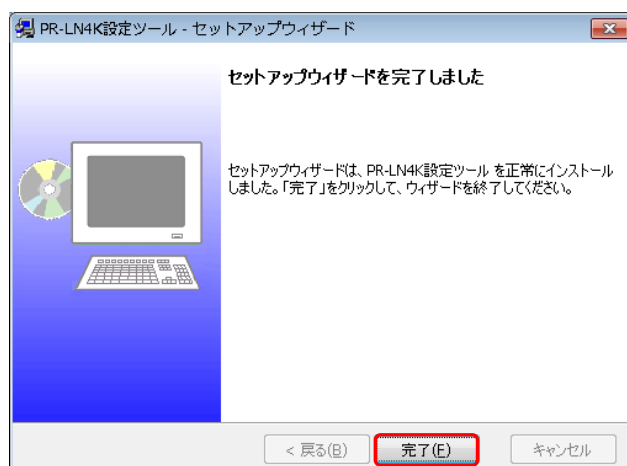 PR-LN4K設定ツール - セットアップウィザード
セットアップウィザードを完了しました
セットアップウィザードは、PR-LN4K設定ツール を正常にインストール
しました。「完了」をクリックして、ウィザードを終了してください。
< 戻る(B)
完了(F)
キャンセル